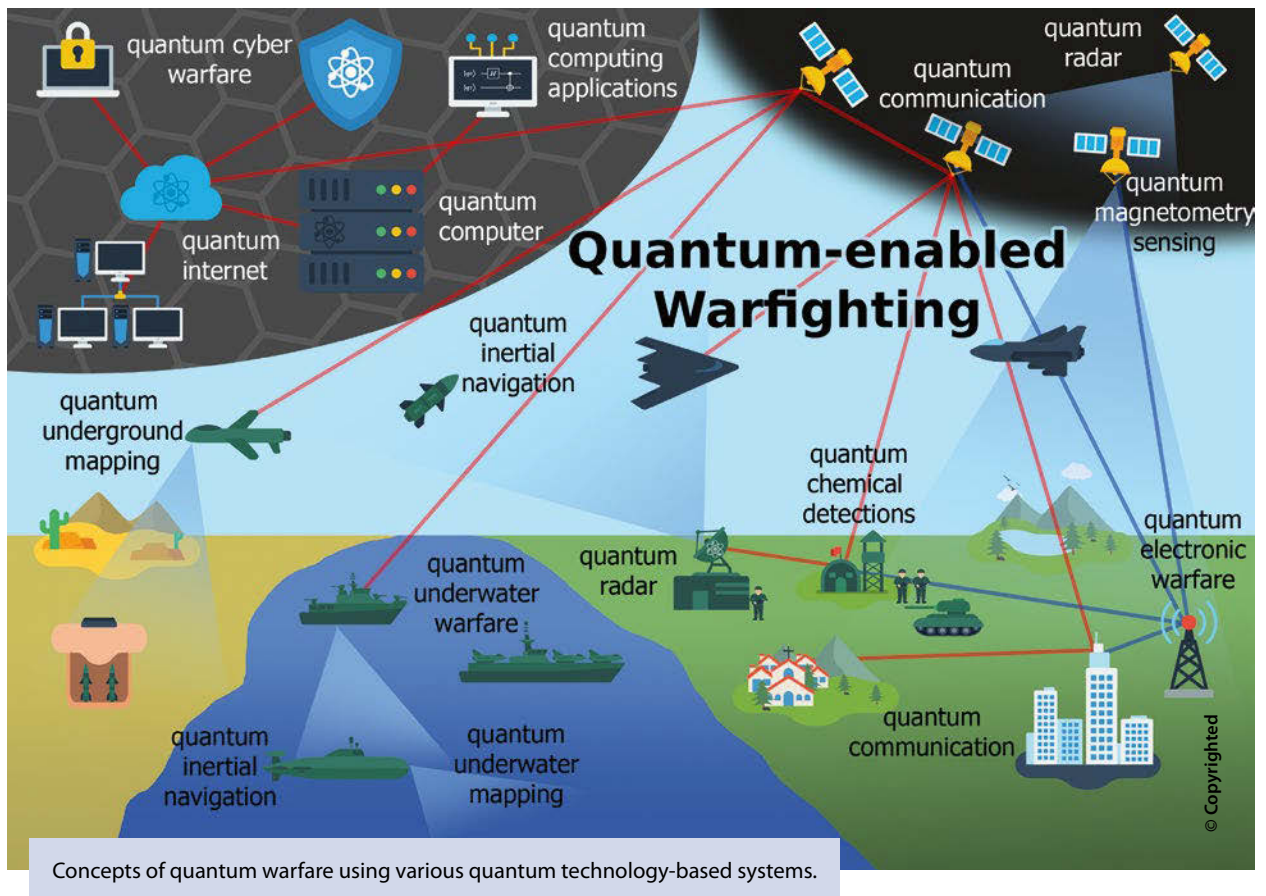 quantum cyber
warfare
quantum
computing
applications
quantum
communication
quantum
radar
quantum
internet
quantum
computer
quantum
magnetometry
sensing
Quantum-enabled
Warfighting
quantum
inertial
navigation
quantum
underground
mapping
quantum
chemical
detections
quantum
electronic
warfare
quantum
underwater
warfare
quantum
radar
quantum
inertial
navigation
quantum
underwater
mapping
quantum
communication
© Copyrighted
Concepts of quantum warfare using various quantum technology-based systems.